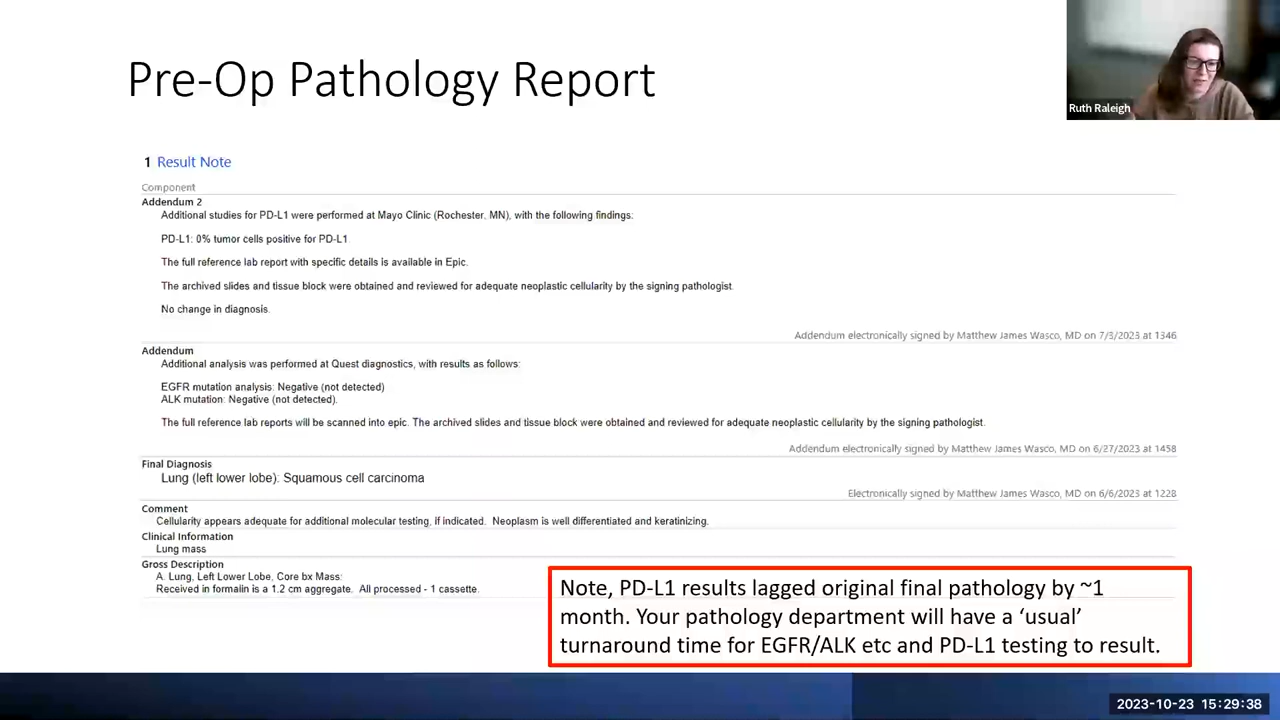 Pre-Op Pathology Report
Ruth Raleigh
1 Result Note
Component
Addendum 2
Additional studies for PD-L1 were performed at Mayo Clinic (Rochester, MN), with the following findings:
PD-L1: 0% tumor cells positive for PD-L1.
The full reference lab report with specific details is available in Epic.
The archived slides and tissue block were obtained and reviewed for adequate neoplastic cellularity by the signing pathologist.
No change in diagnosis.
Addendum electronically signed by Matthew James Wasco, MD on 7/3/2023 at 1346
Addendum
Additional analysis was performed at Quest diagnostics, with results as follows:
EGFR mutation analysis: Negative (not detected)
ALK mutation: Negative (not detected).
The full reference lab reports will be scanned into epic. The archived slides and tissue block were obtained and reviewed for adequate neoplastic cellularity by the signing pathologist.
Addendum electronically signed by Matthew James Wasco, MD on 6/27/2023 at 1458
Final Diagnosis
Lung (left lower lobe): Squamous cell carcinoma
Electronically signed by Matthew James Wasco, MD on 6/6/2023 at 1228
Comment
Cellularity appears adequate for additional molecular testing, if indicated. Neoplasm is well differentiated and keratinizing.
Clinical Information
Lung mass
Gross Description
A. Lung, Left Lower Lobe, Core bx Mass:
Received in formalin is a 1.2 cm aggregate. All processed - 1 cassette.
Note, PD-L1 results lagged original final pathology by ~1
month. Your pathology department will have a ‘usual’
turnaround time for EGFR/ALK etc and PD-L1 testing to result.
2023-10-23 15:29:38